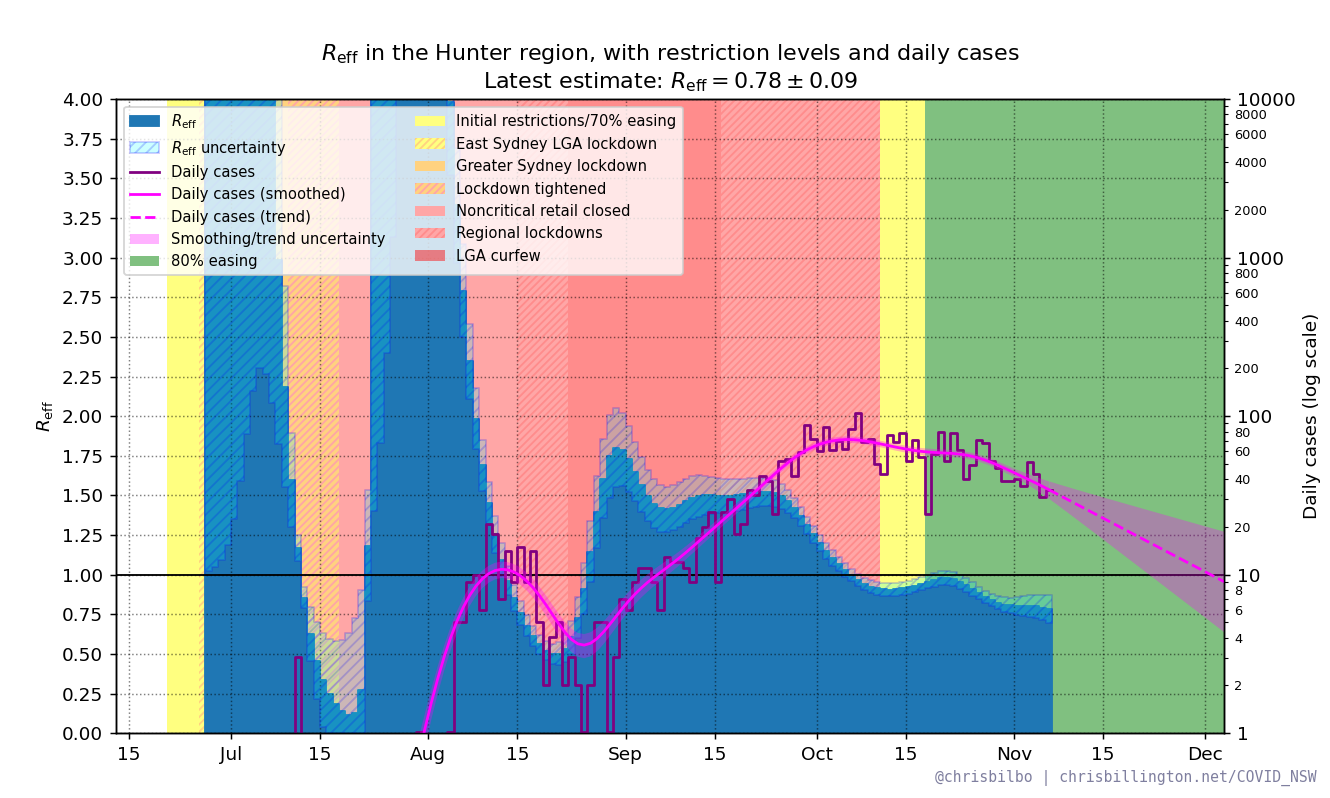 R_eff in the Hunter region, with restriction levels and daily cases
Latest estimate: R_eff = 0.78 ± 0.09
R_eff
R_eff uncertainty
Daily cases
Daily cases (smoothed)
Daily cases (trend)
Smoothing/trend uncertainty
80% easing
Initial restrictions/70% easing
East Sydney LGA lockdown
Greater Sydney lockdown
Lockdown tightened
Noncritical retail closed
Regional lockdowns
LGA curfew
4.00
3.75
3.50
3.25
3.00
2.75
2.50
2.25
2.00
1.75
1.50
1.25
1.00
0.75
0.50
0.25
0.00
R_eff
10000
8000
6000
4000
2000
1000
800
600
400
200
100
80
60
40
20
10
8
6
4
2
1
Daily cases (log scale)
15 Jul 15 Aug 15 Sep 15 Oct 15 Nov 15 Dec
@chrisbilbo | chrisbillington.net/COVID_NSW